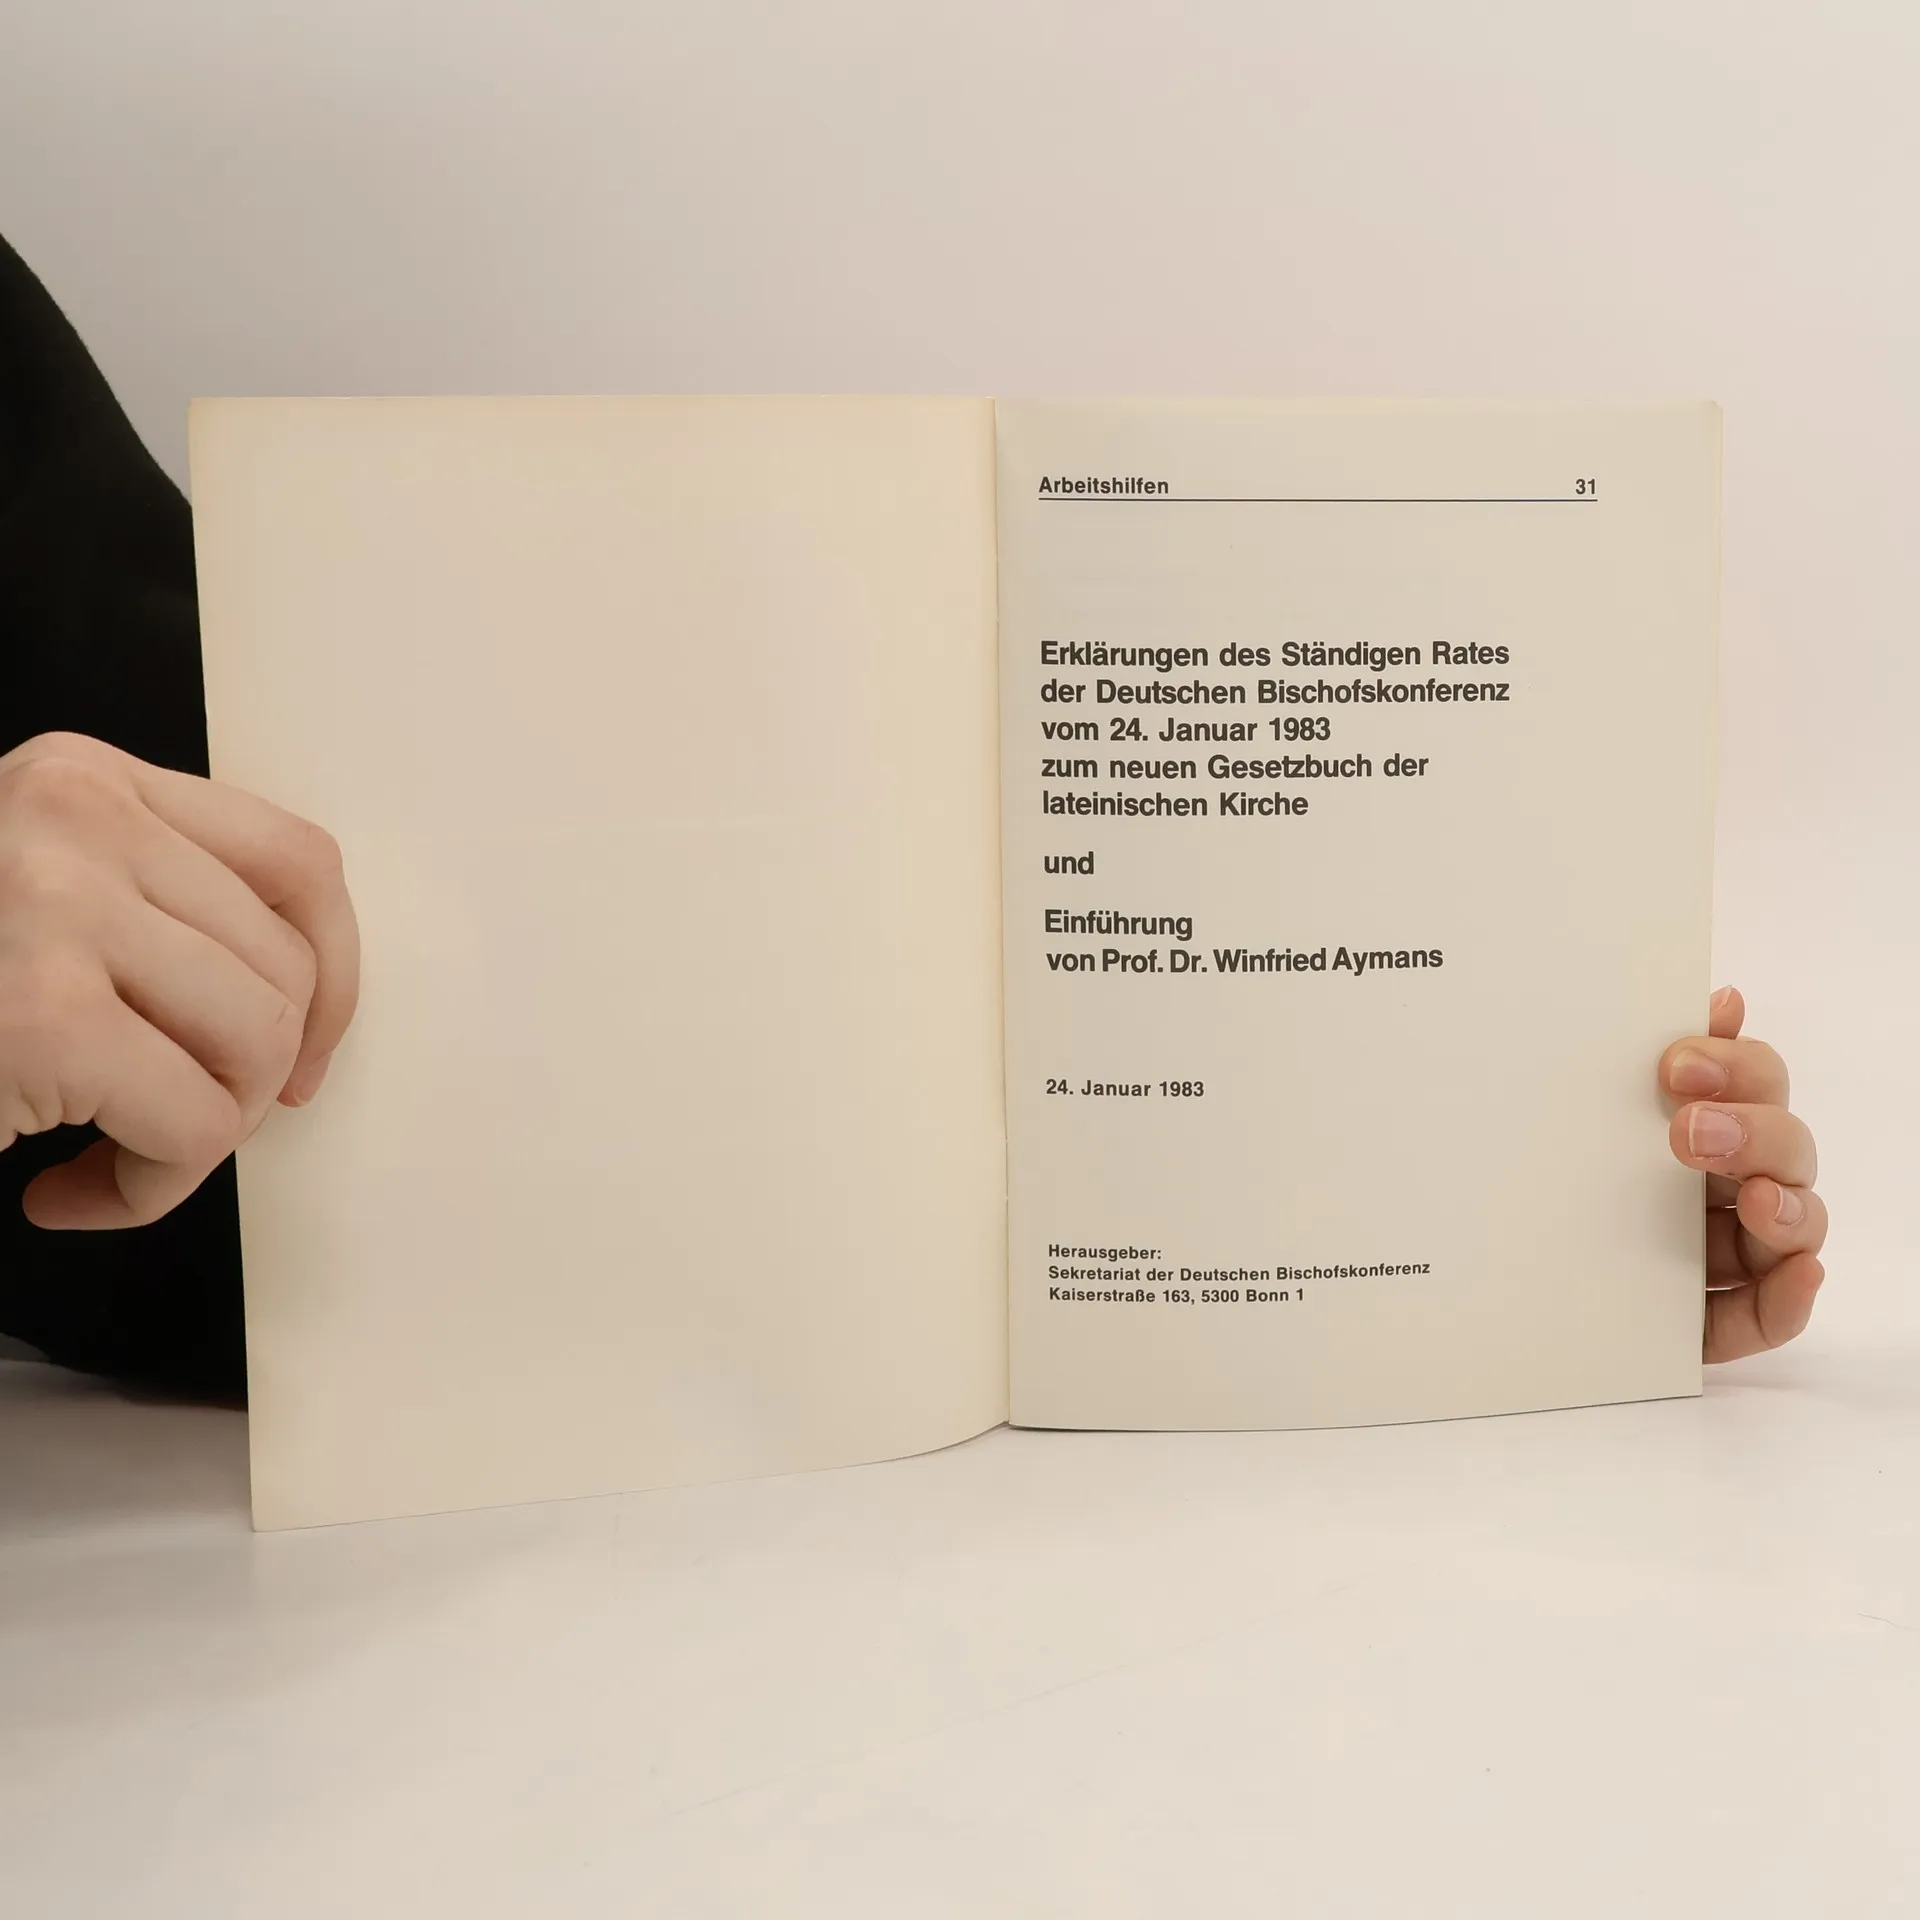 Arbeitshilfen 31
Erklärungen des Ständigen Rates
der Deutschen Bischofskonferenz
vom 24. Januar 1983
zum neuen Gesetzbuch der
lateinischen Kirche
und
Einführung
von Prof. Dr. Winfried Aymans
24. Januar 1983
Herausgeber:
Sekretariat der Deutschen Bischofskonferenz
Kaiserstraße 163, 5300 Bonn 1